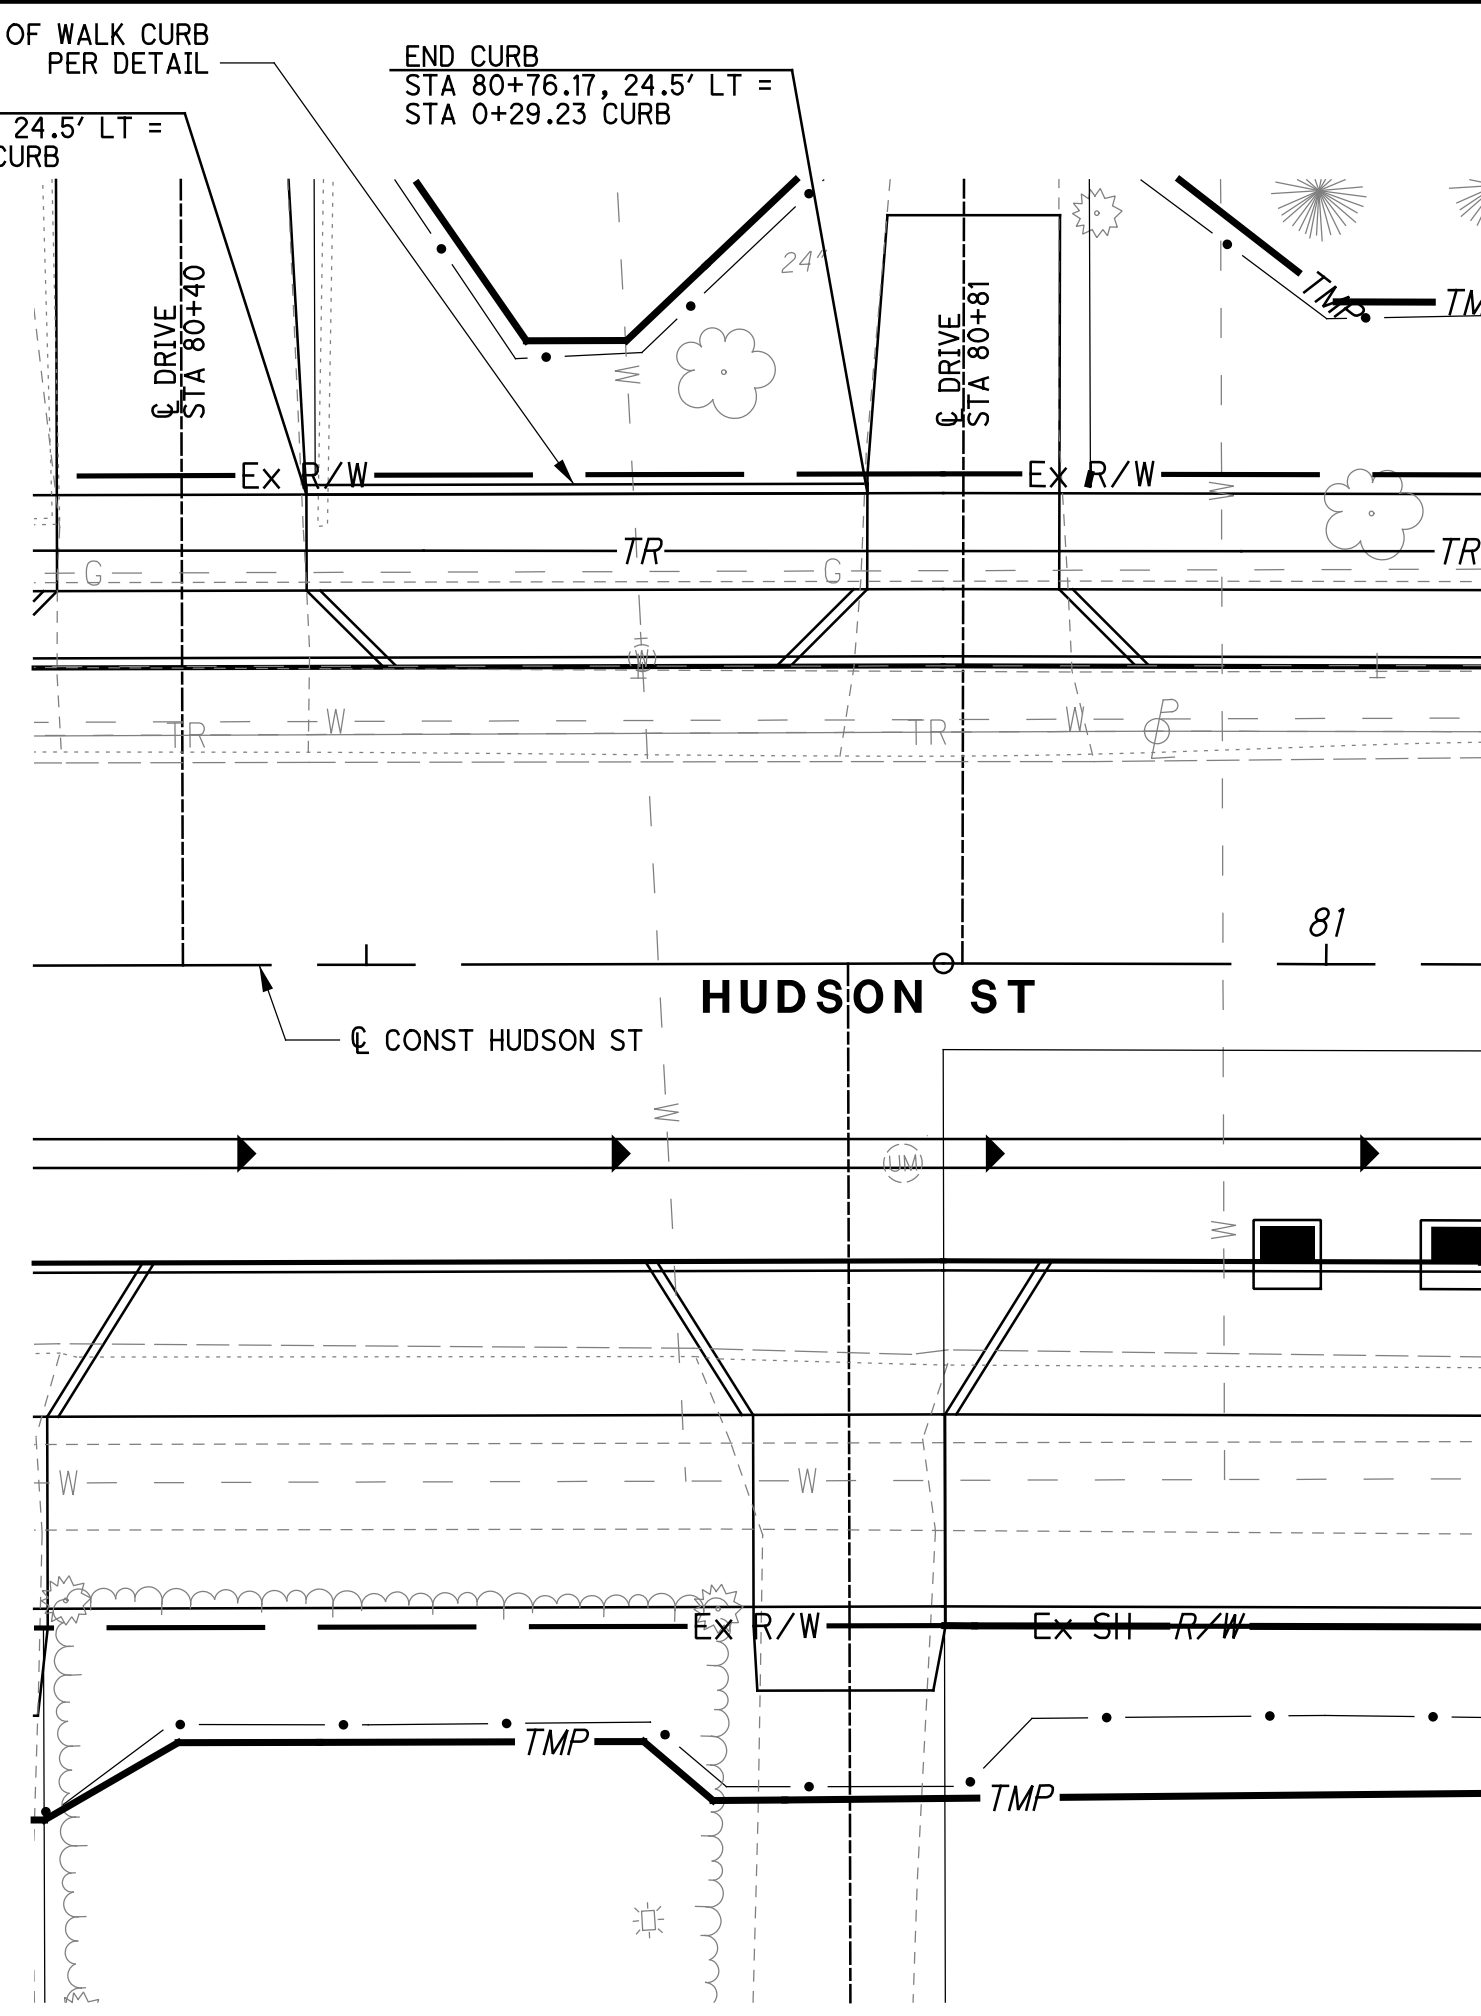 OF WALK CURB
PER DETAIL
END CURB
STA 80+76.17, 24.5' LT =
STA 0+29.23 CURB
24.5' LT =
CURB
24"
℄ DRIVE
STA 80+40
℄ DRIVE
STA 80+81
TMP
TM
W
Ex R/W
Ex R/W
W
TR
TR
G
G
W
TR
W
TR
W
P
81
HUDSON ST
℄ CONST HUDSON ST
W
UM
W
W
W
Ex R/W
Ex SH R/W
TMP
TMP